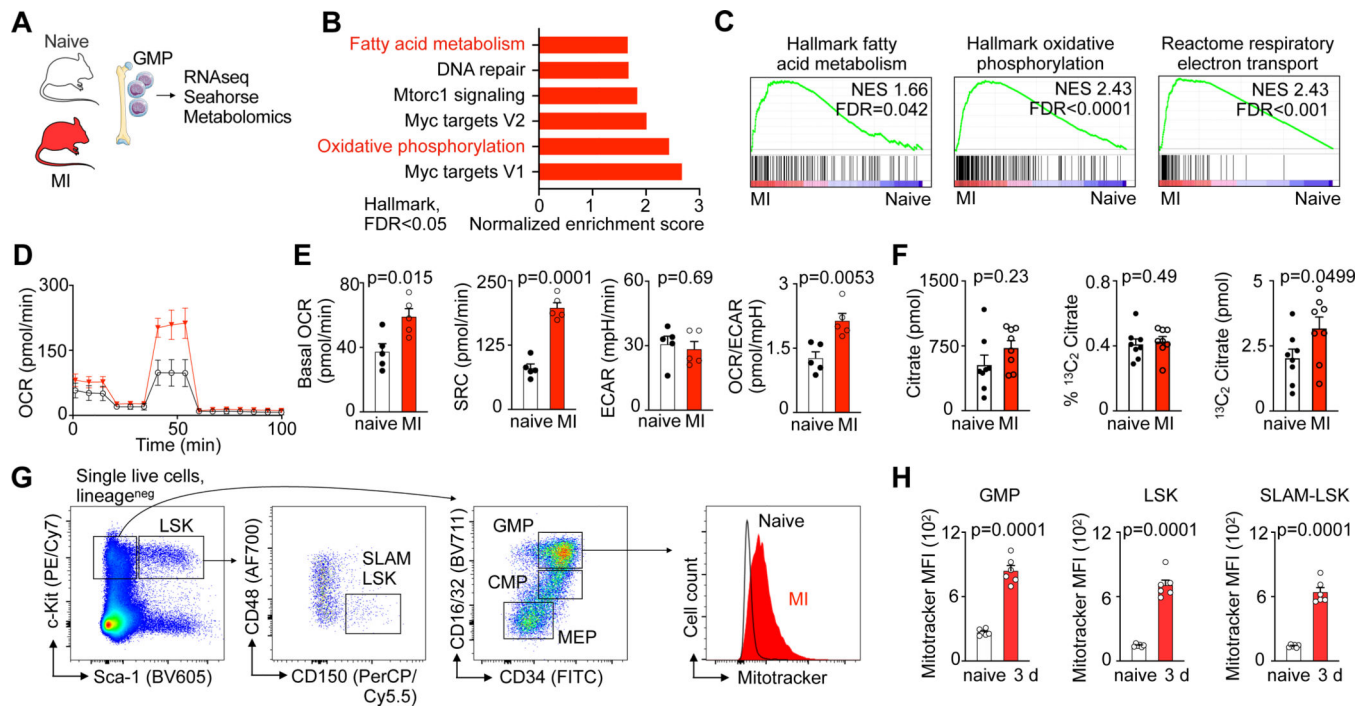 A
Naive
GMP
RNAseq
Seahorse
Metabolomics
MI
B
Fatty acid metabolism
DNA repair
Mtorc1 signaling
Myc targets V2
Oxidative phosphorylation
Myc targets V1
0 1 2 3
Hallmark,
FDR<0.05
Normalized enrichment score
C
Hallmark fatty
acid metabolism
NES 1.66
FDR=0.042
MI Naive
Hallmark oxidative
phosphorylation
NES 2.43
FDR<0.0001
MI Naive
Reactome respiratory
electron transport
NES 2.43
FDR<0.001
MI Naive
D
OCR (pmol/min)
300
200
100
0
0 20 40 60 80 100
Time (min)
E
Basal OCR
(pmol/min)
90
60
30
0
p=0.015
naive MI
SRC (pmol/min)
250
125
0
p=0.0001
naive MI
ECAR (mpH/min)
60
30
0
p=0.69
naive MI
OCR/ECAR
(pmol/mpH)
3.0
1.5
0
p=0.0053
naive MI
F
Citrate (pmol)
1500
750
0
p=0.23
naive MI
% ¹³C₂ Citrate
0.8
0.4
0
p=0.49
naive MI
¹³C₂ Citrate (pmol)
5.0
2.5
0
p=0.0499
naive MI
G
Single live cells,
lineageⁿᵉᵍ
LSK
c-Kit (PE/Cy7)
Sca-1 (BV605)
CD48 (AF700)
SLAM
LSK
CD150 (PerCP/
Cy5.5)
CD16/32 (BV711)
GMP
CMP
MEP
CD34 (FITC)
Cell count
Naive
MI
Mitotracker
H
GMP
Mitotracker MFI (10²)
12
6
0
p=0.0001
naive 3 d
LSK
Mitotracker MFI (10²)
12
6
0
p=0.0001
naive 3 d
SLAM-LSK
Mitotracker MFI (10²)
12
6
0
p=0.0001
naive 3 d